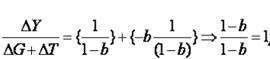 ΔY/(ΔG+ΔT) = {1/(1−b)} + {−b 1/(1−b)} ⇒ (1−b)/(1−b) = 1